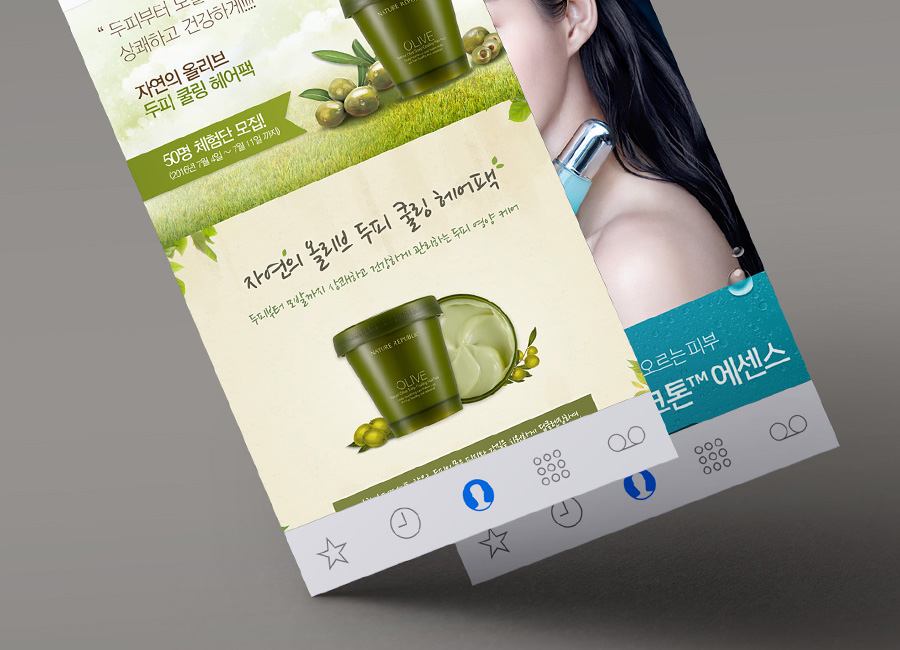 “ 두피부터 모발
상쾌하고 건강하게!!!!
자연의 올리브
두피 쿨링 헤어팩
NATURE REPUBLIC
OLIVE
50명 체험단 모집!
(2016년 7월 4일 ~ 7월 11일 까지)
자연의 올리브 두피 쿨링 헤어팩
두피부터 모발까지 상쾌하고 건강하게 관리하는 두피 영양 케어
NATURE REPUBLIC
OLIVE
오르는 피부
톤™ 에센스